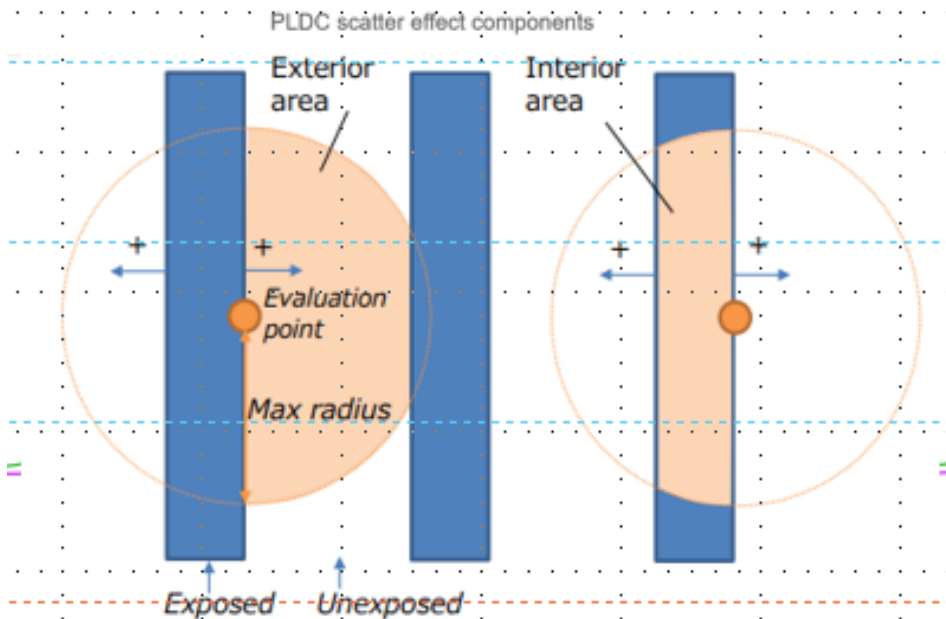 PLDC scatter effect components
Exterior
area
Interior
area
+
+
+
+
Evaluation
point
Max radius
Exposed
Unexposed